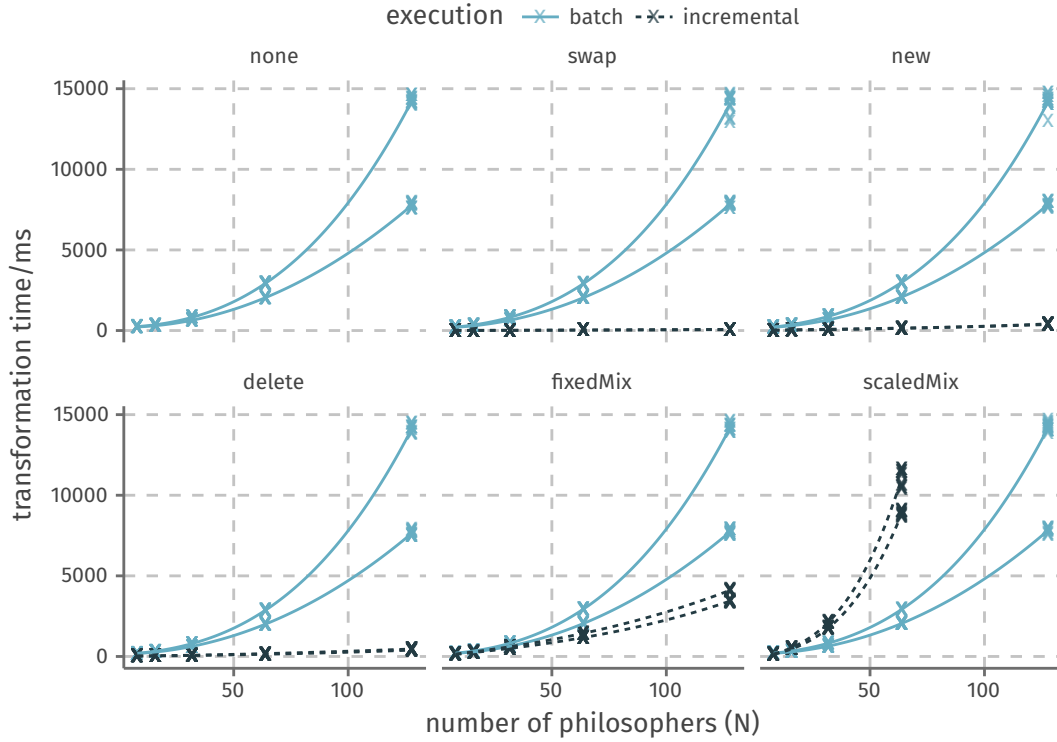 execution batch incremental
none swap new
15000
10000
5000
0
delete fixedMix scaledMix
15000
10000
5000
0
50 100 50 100 50 100
transformation time/ms
number of philosophers (N)